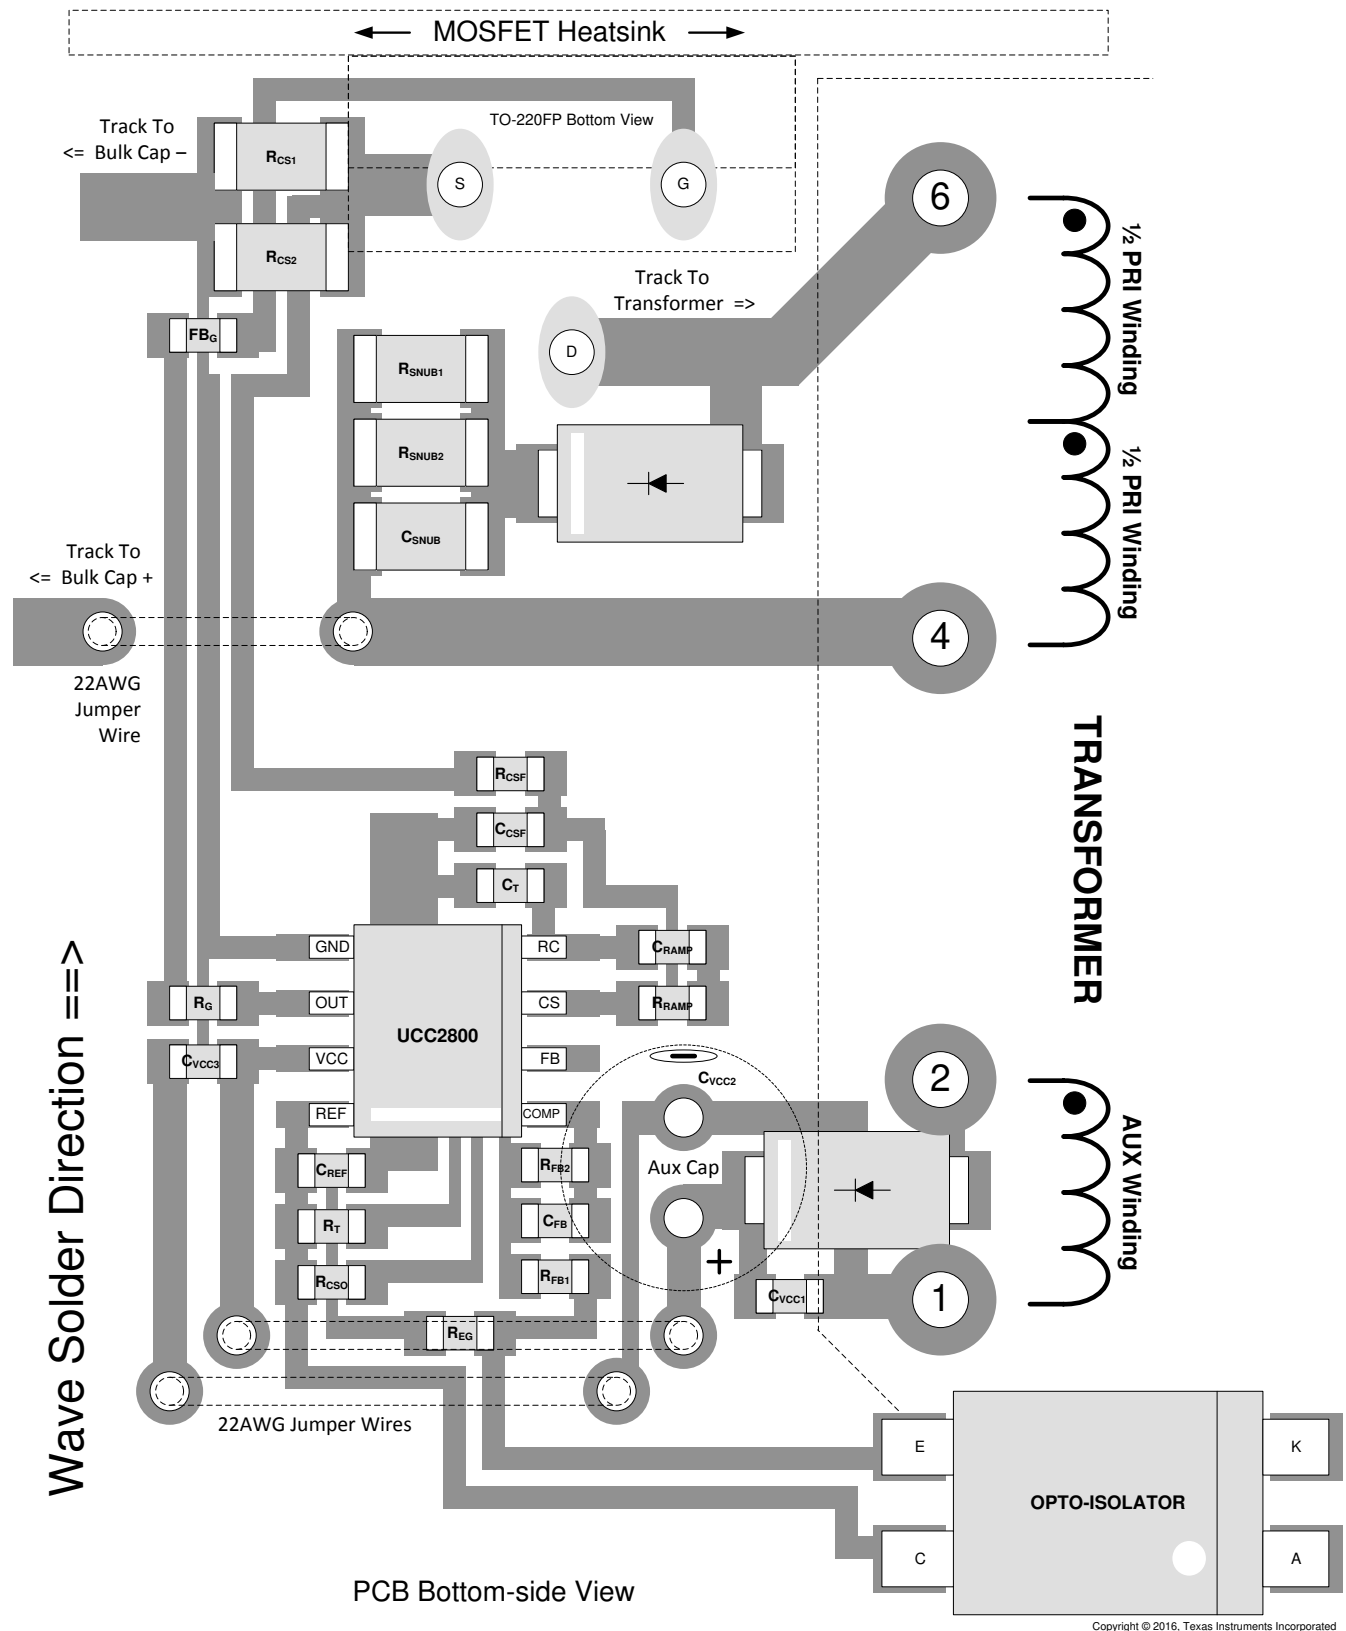 MOSFET Heatsink
TO-220FP Bottom View
Track To
<= Bulk Cap –
RCS1
S
G
6
½ PRI Winding
RCS2
Track To
Transformer =>
FBG
D
RSNUB1
RSNUB2
CSNUB
½ PRI Winding
Track To
<= Bulk Cap +
4
22AWG
Jumper
Wire
TRANSFORMER
RCSF
CCSF
CT
GND
RC
CRAMP
RG
OUT
CS
RRAMP
UCC2800
CVCC3
VCC
FB
CVCC2
2
REF
COMP
AUX Winding
CREF
RFB2
Aux Cap
RT
CFB
RCSO
RFB1
+
CVCC1
1
REG
22AWG Jumper Wires
Wave Solder Direction ==>
E
K
OPTO-ISOLATOR
C
A
PCB Bottom-side View
Copyright © 2016, Texas Instruments Incorporated